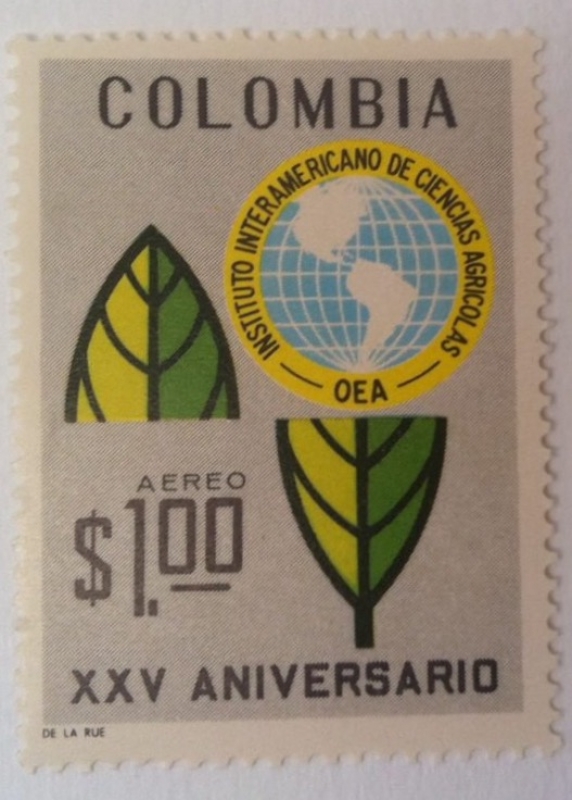 COLOMBIA
INSTITUTO INTERAMERICANO DE CIENCIAS AGRICOLAS
OEA
AEREO
$1.00
XXV ANIVERSARIO
DE LA RUE